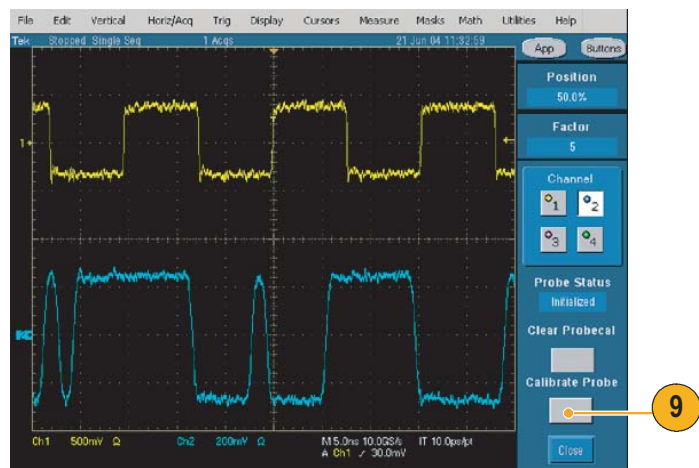 File Edit Vertical Horiz/Acq Trig Display Cursors Measure Masks Math Utilities Help
Tek Stopped Single Seq 1 Acqs 21 Jun 04 11:32:59
App Buttons
Position
50.0%
Factor
5
Channel
1 2
3 4
Probe Status
Initialized
Clear Probecal
Calibrate Probe
9
Close
1
Ch1 500mV Ω Ch2 200mV Ω M 5.0ns 10.0GS/s IT 10.0ps/pt
A Ch1 / 30.0mV